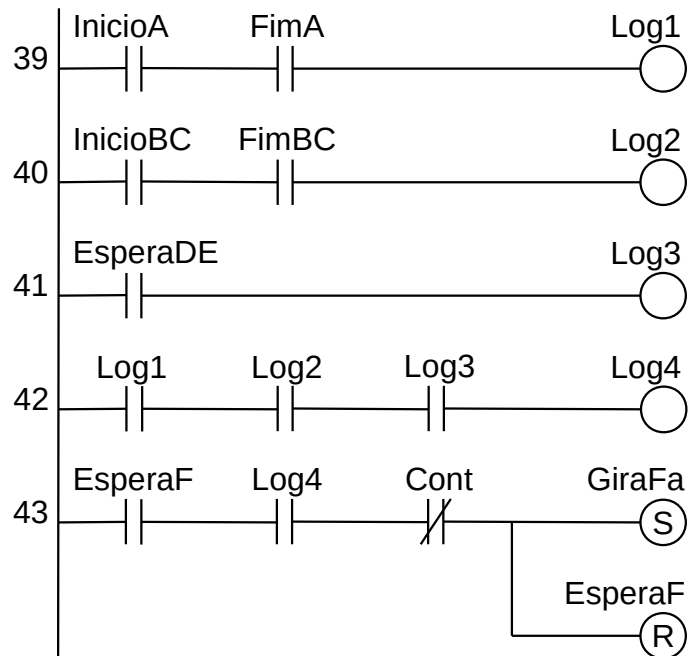 InicioA FimA Log1
39
InicioBC FimBC Log2
40
EsperaDE Log3
41
Log1 Log2 Log3 Log4
42
EsperaF Log4 Cont GiraFa
43 S
EsperaF
R